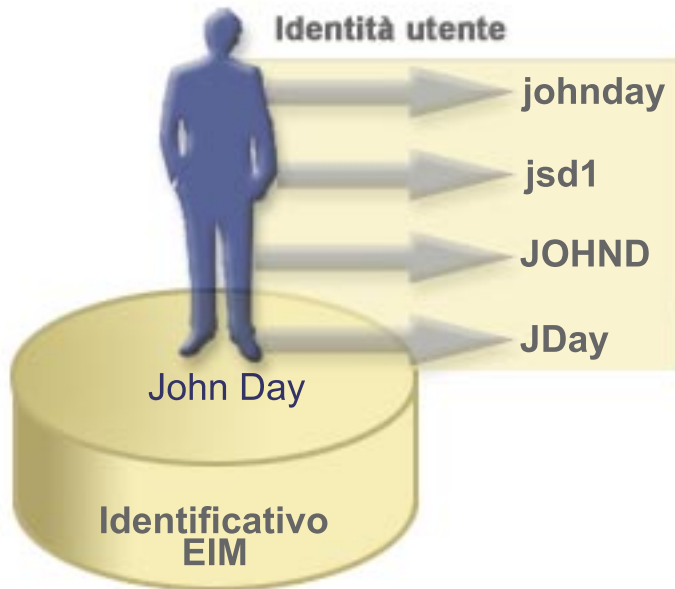 Identità utente
johnday
jsd1
JOHND
JDay
John Day
Identificativo
EIM